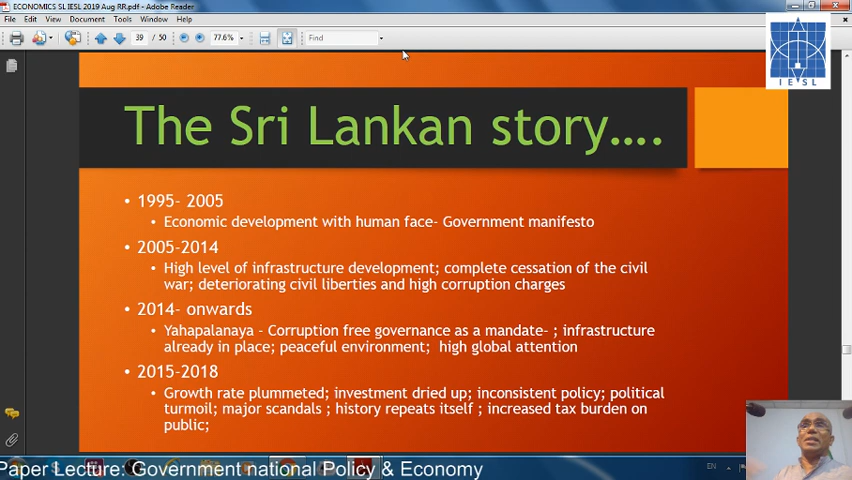 ECONOMICS SL IESL 2019 Aug RR.pdf - Adobe Reader
File Edit View Document Tools Window Help
39 / 50 77.6% Find
IESL
The Sri Lankan story....
• 1995- 2005
• Economic development with human face- Government manifesto
• 2005-2014
• High level of infrastructure development; complete cessation of the civil
war; deteriorating civil liberties and high corruption charges
• 2014- onwards
• Yahapalanaya - Corruption free governance as a mandate- ; infrastructure
already in place; peaceful environment; high global attention
• 2015-2018
• Growth rate plummeted; investment dried up; inconsistent policy; political
turmoil; major scandals ; history repeats itself ; increased tax burden on
public;
Paper Lecture: Government national Policy & Economy
EN